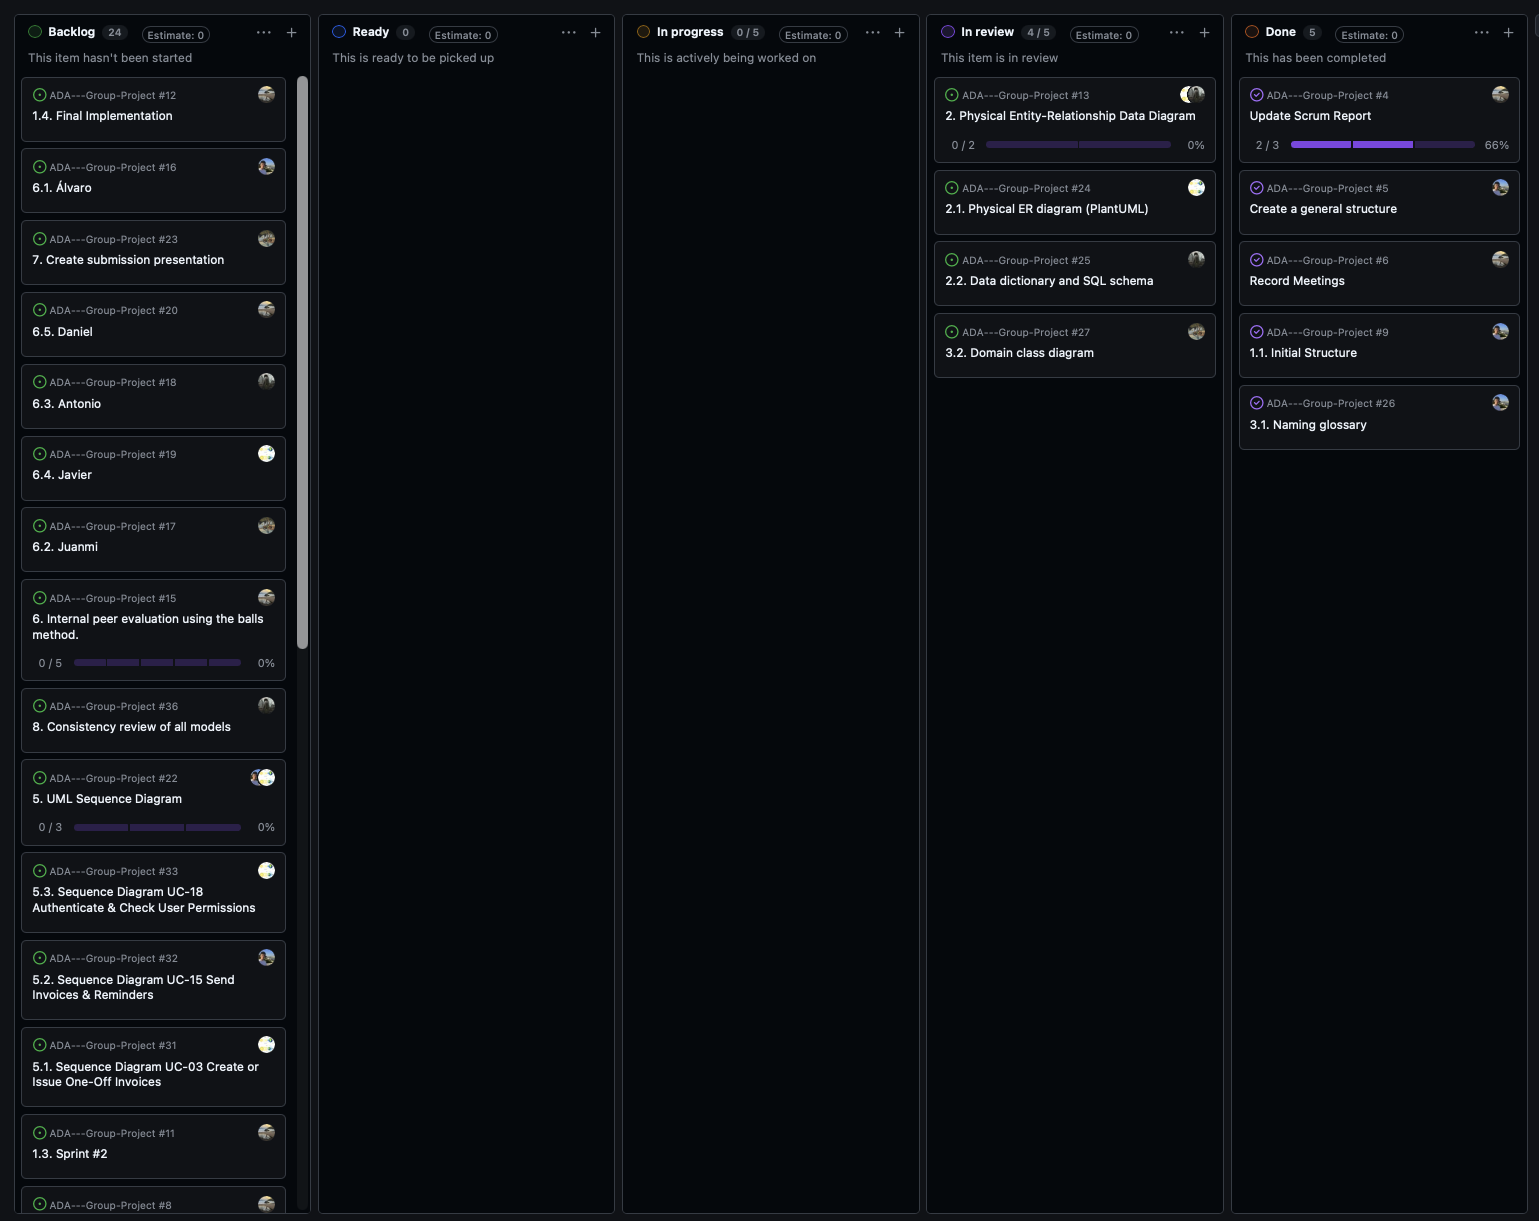 Backlog 24 Estimate: 0
This item hasn't been started
ADA---Group-Project #12
1.4. Final Implementation
ADA---Group-Project #16
6.1. Álvaro
ADA---Group-Project #23
7. Create submission presentation
ADA---Group-Project #20
6.5. Daniel
ADA---Group-Project #18
6.3. Antonio
ADA---Group-Project #19
6.4. Javier
ADA---Group-Project #17
6.2. Juanmi
ADA---Group-Project #15
6. Internal peer evaluation using the balls
method.
0 / 5 0%
ADA---Group-Project #36
8. Consistency review of all models
ADA---Group-Project #22
5. UML Sequence Diagram
0 / 3 0%
ADA---Group-Project #33
5.3. Sequence Diagram UC-18
Authenticate & Check User Permissions
ADA---Group-Project #32
5.2. Sequence Diagram UC-15 Send
Invoices & Reminders
ADA---Group-Project #31
5.1. Sequence Diagram UC-03 Create or
Issue One-Off Invoices
ADA---Group-Project #11
1.3. Sprint #2
ADA---Group-Project #8
Ready 0 Estimate: 0
This is ready to be picked up
In progress 0 / 5 Estimate: 0
This is actively being worked on
In review 4 / 5 Estimate: 0
This item is in review
ADA---Group-Project #13
2. Physical Entity-Relationship Data Diagram
0 / 2 0%
ADA---Group-Project #24
2.1. Physical ER diagram (PlantUML)
ADA---Group-Project #25
2.2. Data dictionary and SQL schema
ADA---Group-Project #27
3.2. Domain class diagram
Done 5 Estimate: 0
This has been completed
ADA---Group-Project #4
Update Scrum Report
2 / 3 66%
ADA---Group-Project #5
Create a general structure
ADA---Group-Project #6
Record Meetings
ADA---Group-Project #9
1.1. Initial Structure
ADA---Group-Project #26
3.1. Naming glossary